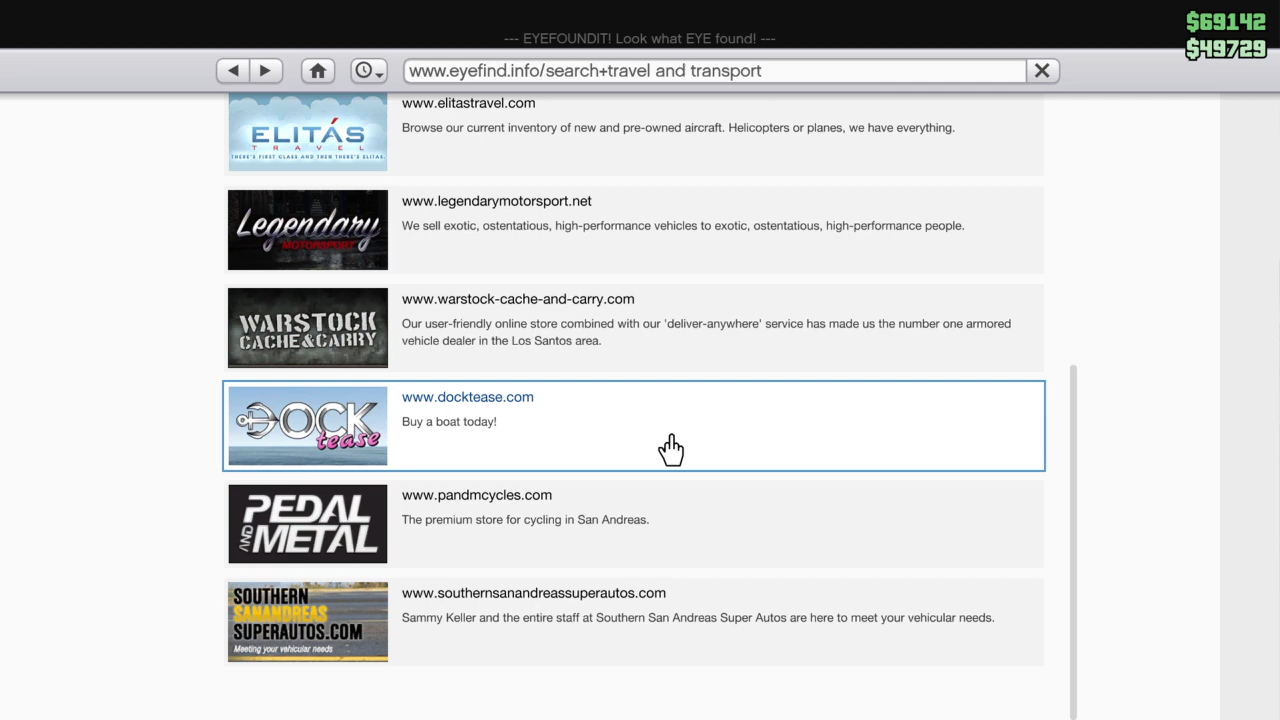 $69142
--- EYEFOUNDIT! Look what EYE found! ---
$49729
www.eyefind.info/search+travel and transport
ELITÁS
TRAVEL
THERE'S FIRST CLASS AND THEN THERE'S ELITAS.
www.elitastravel.com
Browse our current inventory of new and pre-owned aircraft. Helicopters or planes, we have everything.
Legendary
MOTORSPORT
www.legendarymotorsport.net
We sell exotic, ostentatious, high-performance vehicles to exotic, ostentatious, high-performance people.
WARSTOCK
CACHE&CARRY
www.warstock-cache-and-carry.com
Our user-friendly online store combined with our 'deliver-anywhere' service has made us the number one armored
vehicle dealer in the Los Santos area.
DOCK
tease
www.docktease.com
Buy a boat today!
PEDAL
AND METAL
www.pandmcycles.com
The premium store for cycling in San Andreas.
SOUTHERN
SANANDREAS
SUPERAUTOS.COM
Meeting your vehicular needs
www.southernsanandreassuperautos.com
Sammy Keller and the entire staff at Southern San Andreas Super Autos are here to meet your vehicular needs.